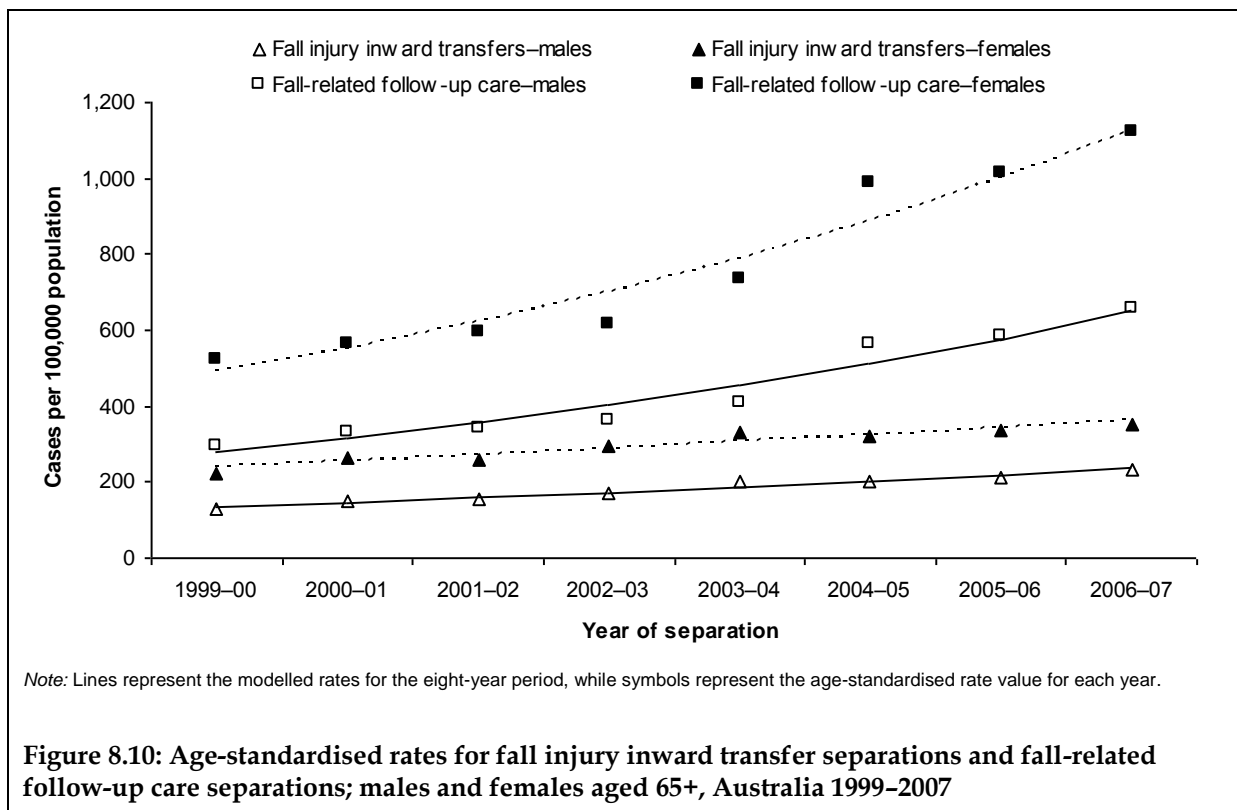 Fall injury inward transfers–males
Fall injury inward transfers–females
Fall-related follow-up care–males
Fall-related follow-up care–females
1,200
1,000
800
600
400
200
0
Cases per 100,000 population
1999–00 2000–01 2001–02 2002–03 2003–04 2004–05 2005–06 2006–07
Year of separation
Note: Lines represent the modelled rates for the eight-year period, while symbols represent the age-standardised rate value for each year.
Figure 8.10: Age-standardised rates for fall injury inward transfer separations and fall-related
follow-up care separations; males and females aged 65+, Australia 1999–2007